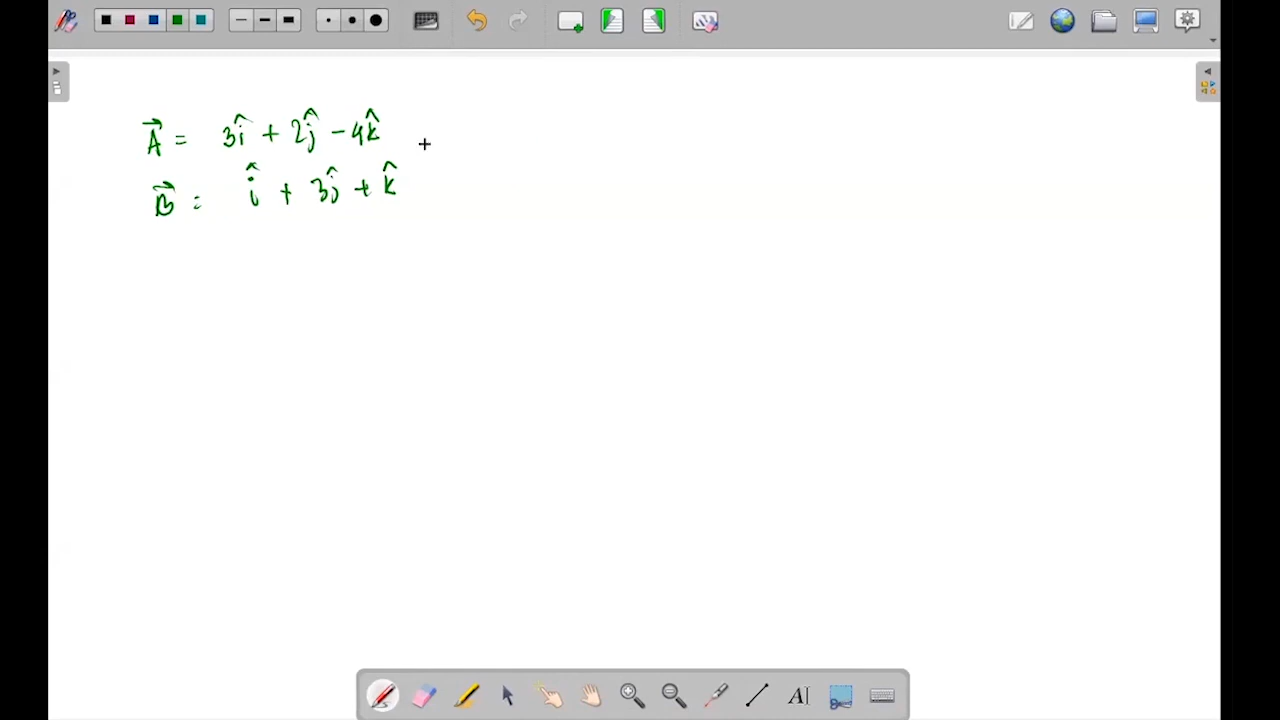 A⃗ = 3î + 2ĵ - 4k̂
B⃗ = î + 3ĵ + k̂